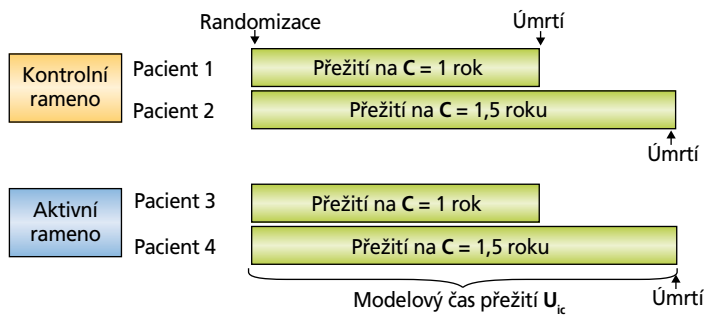 Randomizace Úmrtí
Kontrolní
rameno
Pacient 1 Přežití na C = 1 rok
Pacient 2 Přežití na C = 1,5 roku
Úmrtí
Aktivní
rameno
Pacient 3 Přežití na C = 1 rok
Pacient 4 Přežití na C = 1,5 roku
Modelový čas přežití Uic Úmrtí